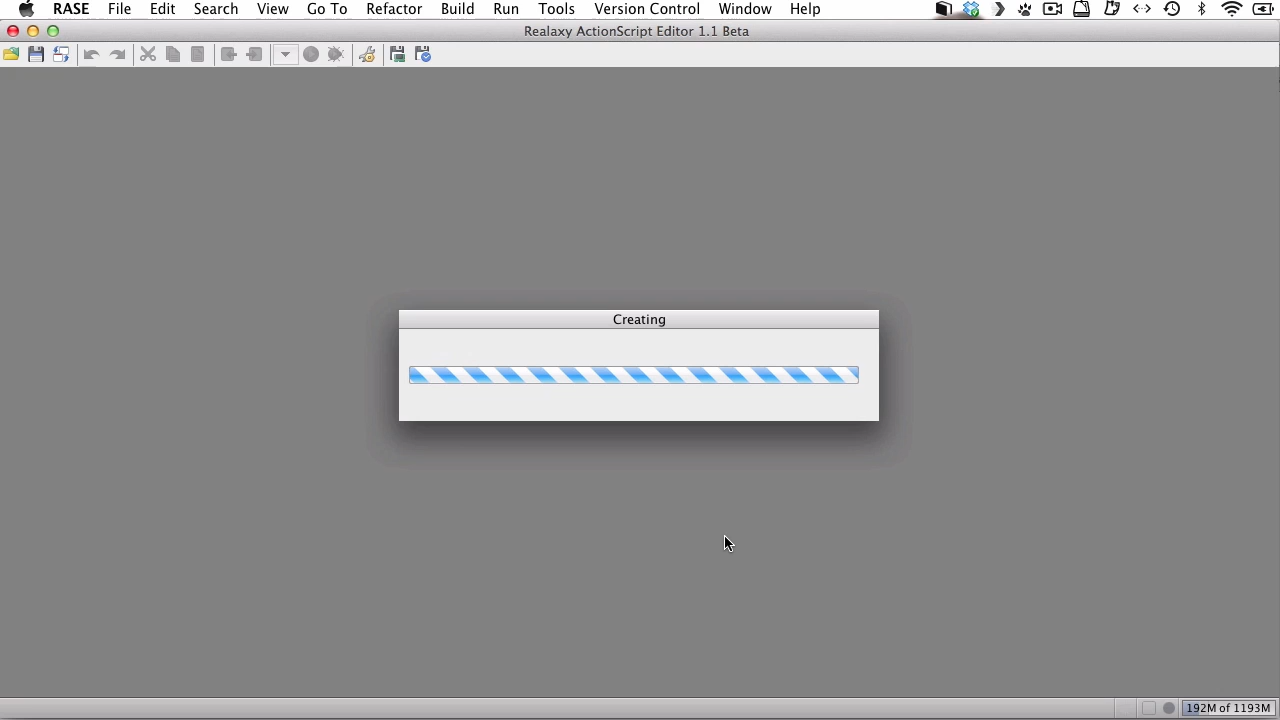 RASE File Edit Search View Go To Refactor Build Run Tools Version Control Window Help
Realaxy ActionScript Editor 1.1 Beta
Creating
192M of 1193M